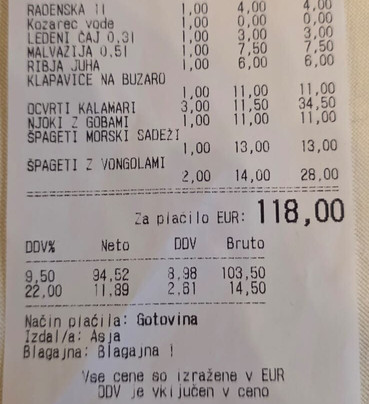 RADENSKA 1l 1,00 4,00 4,00
Kozarec vode 1,00 0,00 0,00
LEDENI ČAJ 0,3l 1,00 3,00 3,00
MALVAZIJA 0,5l 1,00 7,50 7,50
RIBJA JUHA 1,00 6,00 6,00
KLAPAVICE NA BUZARO
1,00 11,00 11,00
OCVRTI KALAMARI 3,00 11,50 34,50
NJOKI Z GOBAMI 1,00 11,00 11,00
ŠPAGETI MORSKI SADEŽI
1,00 13,00 13,00
ŠPAGETI Z VONGOLAMI
2,00 14,00 28,00
Za plačilo EUR: 118,00
DDV% Neto DDV Bruto
9,50 94,52 8,98 103,50
22,00 11,89 2,61 14,50
Način plačila: Gotovina
Izdal/a: Asja
Blagajna: Blagajna 1
Vse cene so izražene v EUR
DDV je vključen v ceno